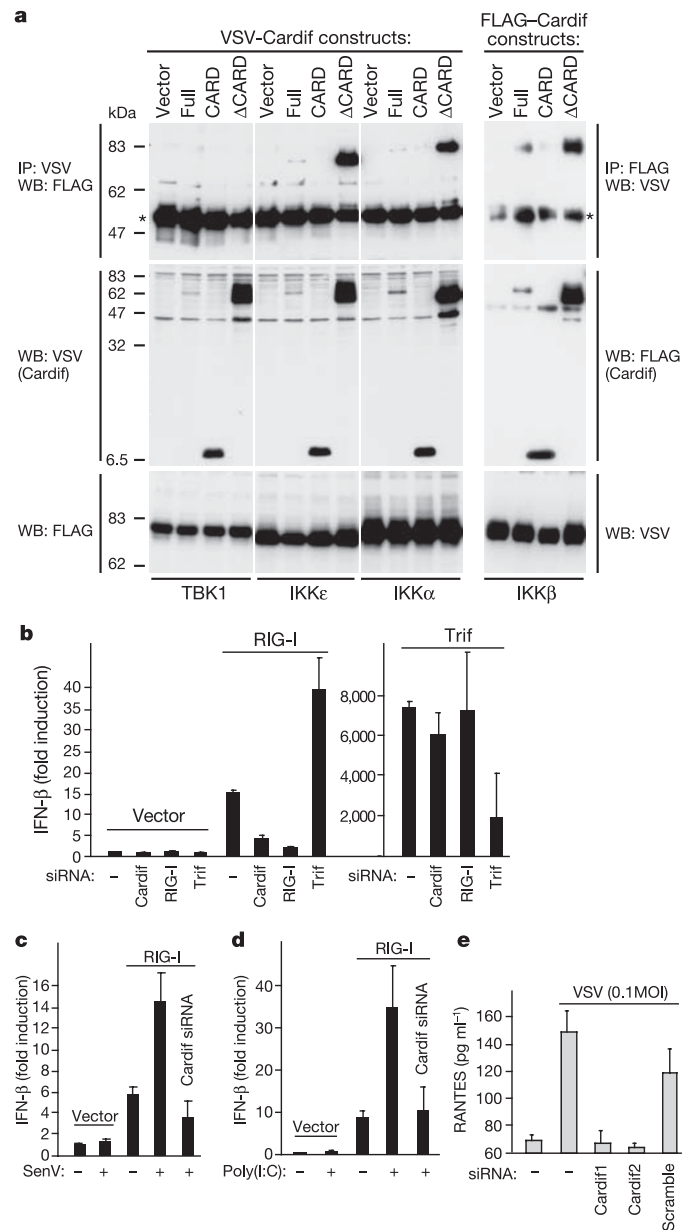 a
VSV-Cardif constructs:
FLAG–Cardif
constructs:
Vector Full CARD ΔCARD Vector Full CARD ΔCARD Vector Full CARD ΔCARD Vector Full CARD ΔCARD
kDa
IP: VSV
WB: FLAG
83
62
*
47
IP: FLAG
WB: VSV
*
WB: VSV
(Cardif)
83
62
47
32
6.5
WB: FLAG
(Cardif)
WB: FLAG
83
62
WB: VSV
TBK1 IKKε IKKα IKKβ
b
IFN-β (fold induction)
40
35
30
25
20
15
10
5
0
Vector
RIG-I
Trif
8,000
6,000
4,000
2,000
siRNA: – Cardif RIG-I Trif – Cardif RIG-I Trif siRNA: – Cardif RIG-I Trif
c
IFN-β (fold induction)
16
14
12
10
8
6
4
2
0
Vector
RIG-I
Cardif siRNA
SenV: – + – + +
d
IFN-β (fold induction)
40
30
20
10
0
Vector
RIG-I
Cardif siRNA
Poly(I:C): – + – + +
e
RANTES (pg ml⁻¹)
160
140
120
100
80
60
VSV (0.1MOI)
siRNA: – – Cardif1 Cardif2 Scramble